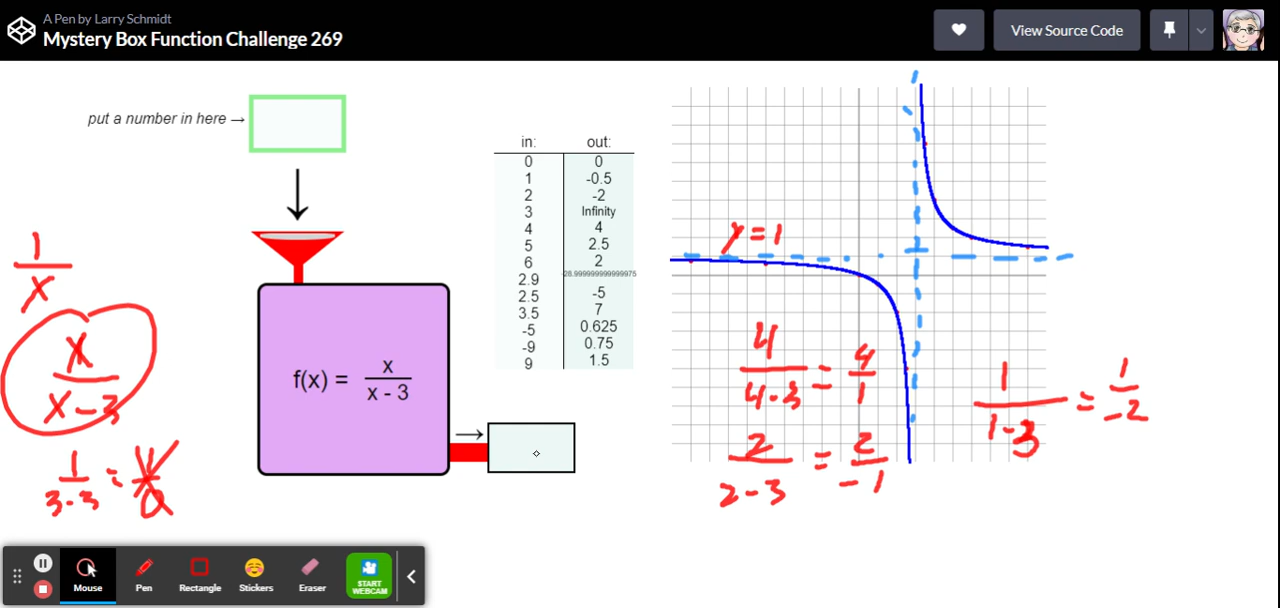 A Pen by Larry Schmidt
Mystery Box Function Challenge 269
View Source Code
put a number in here →
in: out:
0 0
1 -0.5
2 -2
3 Infinity
4 4
5 2.5
6 2
2.9 -28.999999999999975
2.5 -5
3.5 7
-5 0.625
-9 0.75
9 1.5
f(x) = x / x - 3
1 / x
x / x - 3
1 / 3-3 =
y = 1
4 / 4-3 = 4 / 1
2 / 2-3 = 2 / -1
1 / 1-3 = 1 / -2
Mouse
Pen
Rectangle
Stickers
Eraser
START
WEBCAM